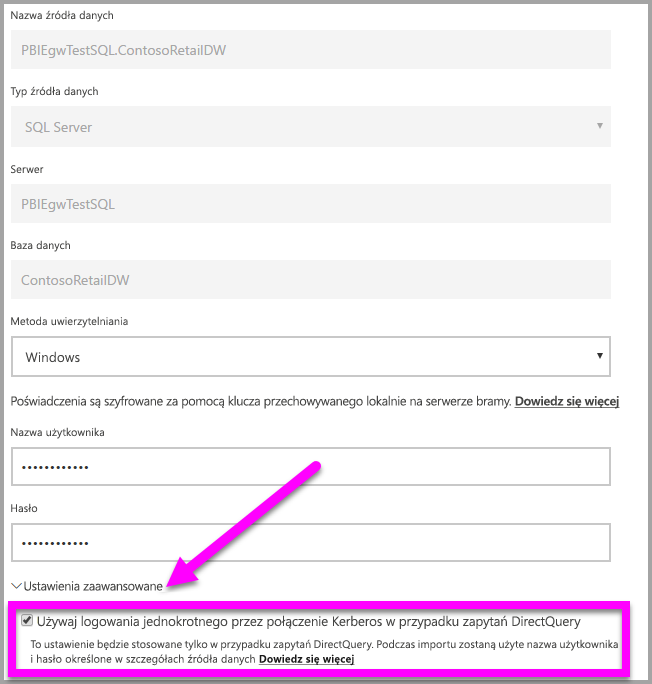 Nazwa źródła danych
PBIEgwTestSQL.ContosoRetailDW
Typ źródła danych
SQL Server
Serwer
PBIEgwTestSQL
Baza danych
ContosoRetailDW
Metoda uwierzytelniania
Windows
Poświadczenia są szyfrowane za pomocą klucza przechowywanego lokalnie na serwerze bramy. Dowiedz się więcej
Nazwa użytkownika
••••••••••••
Hasło
••••••••••••
Ustawienia zaawansowane
Używaj logowania jednokrotnego przez połączenie Kerberos w przypadku zapytań DirectQuery
To ustawienie będzie stosowane tylko w przypadku zapytań DirectQuery. Podczas importu zostaną użyte nazwa użytkownika
i hasło określone w szczegółach źródła danych Dowiedz się więcej